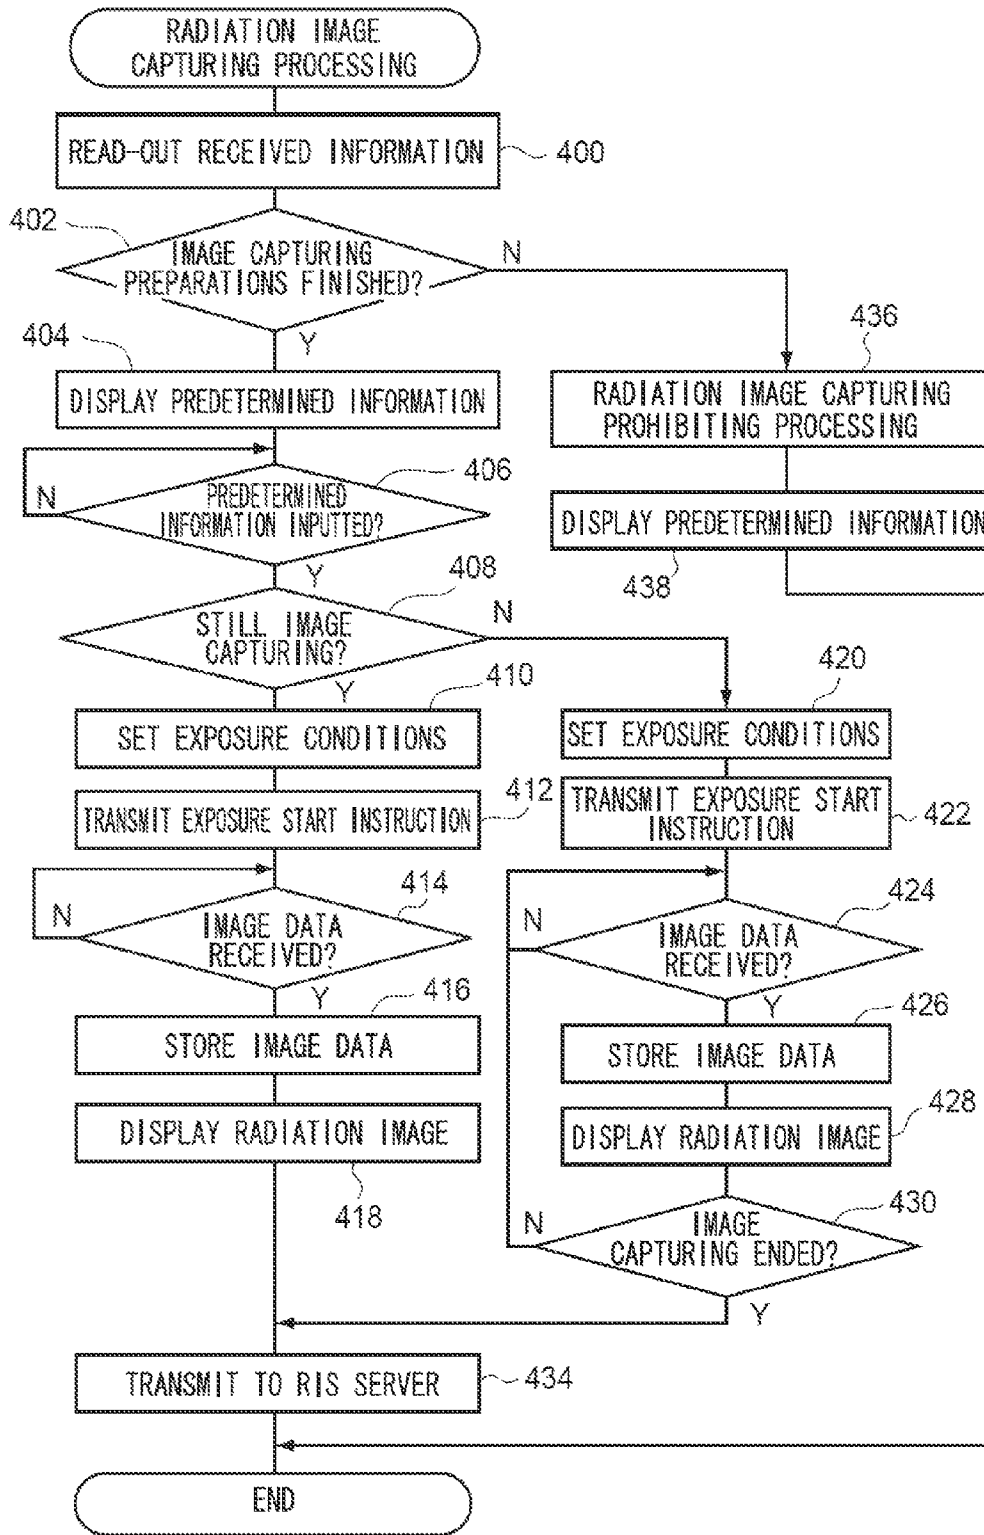 RADIATION IMAGE
CAPTURING PROCESSING
READ-OUT RECEIVED INFORMATION
400
402
IMAGE CAPTURING
PREPARATIONS FINISHED?
N
Y
404
DISPLAY PREDETERMINED INFORMATION
436
RADIATION IMAGE CAPTURING
PROHIBITING PROCESSING
406
N
PREDETERMINED
INFORMATION INPUTTED?
Y
DISPLAY PREDETERMINED INFORMATION
438
408
STILL IMAGE
CAPTURING?
N
Y
410
SET EXPOSURE CONDITIONS
420
SET EXPOSURE CONDITIONS
TRANSMIT EXPOSURE START INSTRUCTION
412
TRANSMIT EXPOSURE START
INSTRUCTION
422
414
N
IMAGE DATA
RECEIVED?
Y
424
N
IMAGE DATA
RECEIVED?
Y
416
STORE IMAGE DATA
426
STORE IMAGE DATA
DISPLAY RADIATION IMAGE
418
DISPLAY RADIATION IMAGE
428
430
N
IMAGE
CAPTURING ENDED?
Y
TRANSMIT TO RIS SERVER
434
END